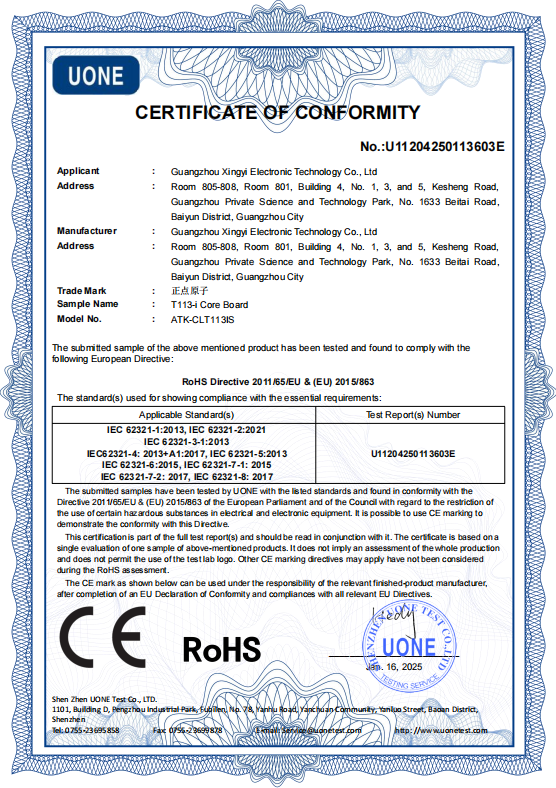 UONE
CERTIFICATE OF CONFORMITY
No.:U11204250113603E
Applicant : Guangzhou Xingyi Electronic Technology Co., Ltd
Address : Room 805-808, Room 801, Building 4, No. 1, 3, and 5, Kesheng Road,
Guangzhou Private Science and Technology Park, No. 1633 Beitai Road,
Baiyun District, Guangzhou City
Manufacturer : Guangzhou Xingyi Electronic Technology Co., Ltd
Address : Room 805-808, Room 801, Building 4, No. 1, 3, and 5, Kesheng Road,
Guangzhou Private Science and Technology Park, No. 1633 Beitai Road,
Baiyun District, Guangzhou City
Trade Mark : 正点原子
Sample Name : T113-i Core Board
Model No. : ATK-CLT113IS
The submitted sample of the above mentioned product has been tested and found to comply with the
following European Directive:
RoHS Directive 2011/65/EU & (EU) 2015/863
The standard(s) used for showing compliance with the essential requirements:
Applicable Standard(s) Test Report(s) Number
IEC 62321-1:2013, IEC 62321-2:2021
IEC 62321-3-1:2013
IEC62321-4: 2013+A1:2017, IEC 62321-5:2013 U11204250113603E
IEC 62321-6:2015, IEC 62321-7-1: 2015
IEC 62321-7-2: 2017, IEC 62321-8: 2017
The submitted samples have been tested by UONE with the listed standards and found in conformity with the
Directive 2011/65/EU & (EU) 2015/863 of the European Parliament and of the Council with regard to the restriction of
the use of certain hazardous substances in electrical and electronic equipment. It is possible to use CE marking to
demonstrate the conformity with this Directive.
This certification is part of the full test report(s) and should be read in conjunction with it. The certificate is based on a
single evaluation of one sample of above-mentioned products. It does not imply an assessment of the whole production
and does not permit the use of the test lab logo. Other CE marking directives may apply have not been considered
during the RoHS assessment.
The CE mark as shown below can be used under the responsibility of the relevant finished-product manufacturer,
after completion of an EU Declaration of Conformity and compliances with all relevant EU Directives.
CE RoHS
SHENZHEN UONE TEST CO., LTD
UONE
TESTING SERVICE
Jan. 16, 2025
Shen Zhen UONE Test Co., LTD.
1101, Building D, Pengzhou Industrial Park, Fubilien, No. 78, Yanhu Road, Yanchuan Community, Yanluo Street, Baoan District,
Shenzhen
Tel: 0755-23695858 Fax: 0755-23699878 E-mail: Service@uonetest.com http://www.uonetest.com